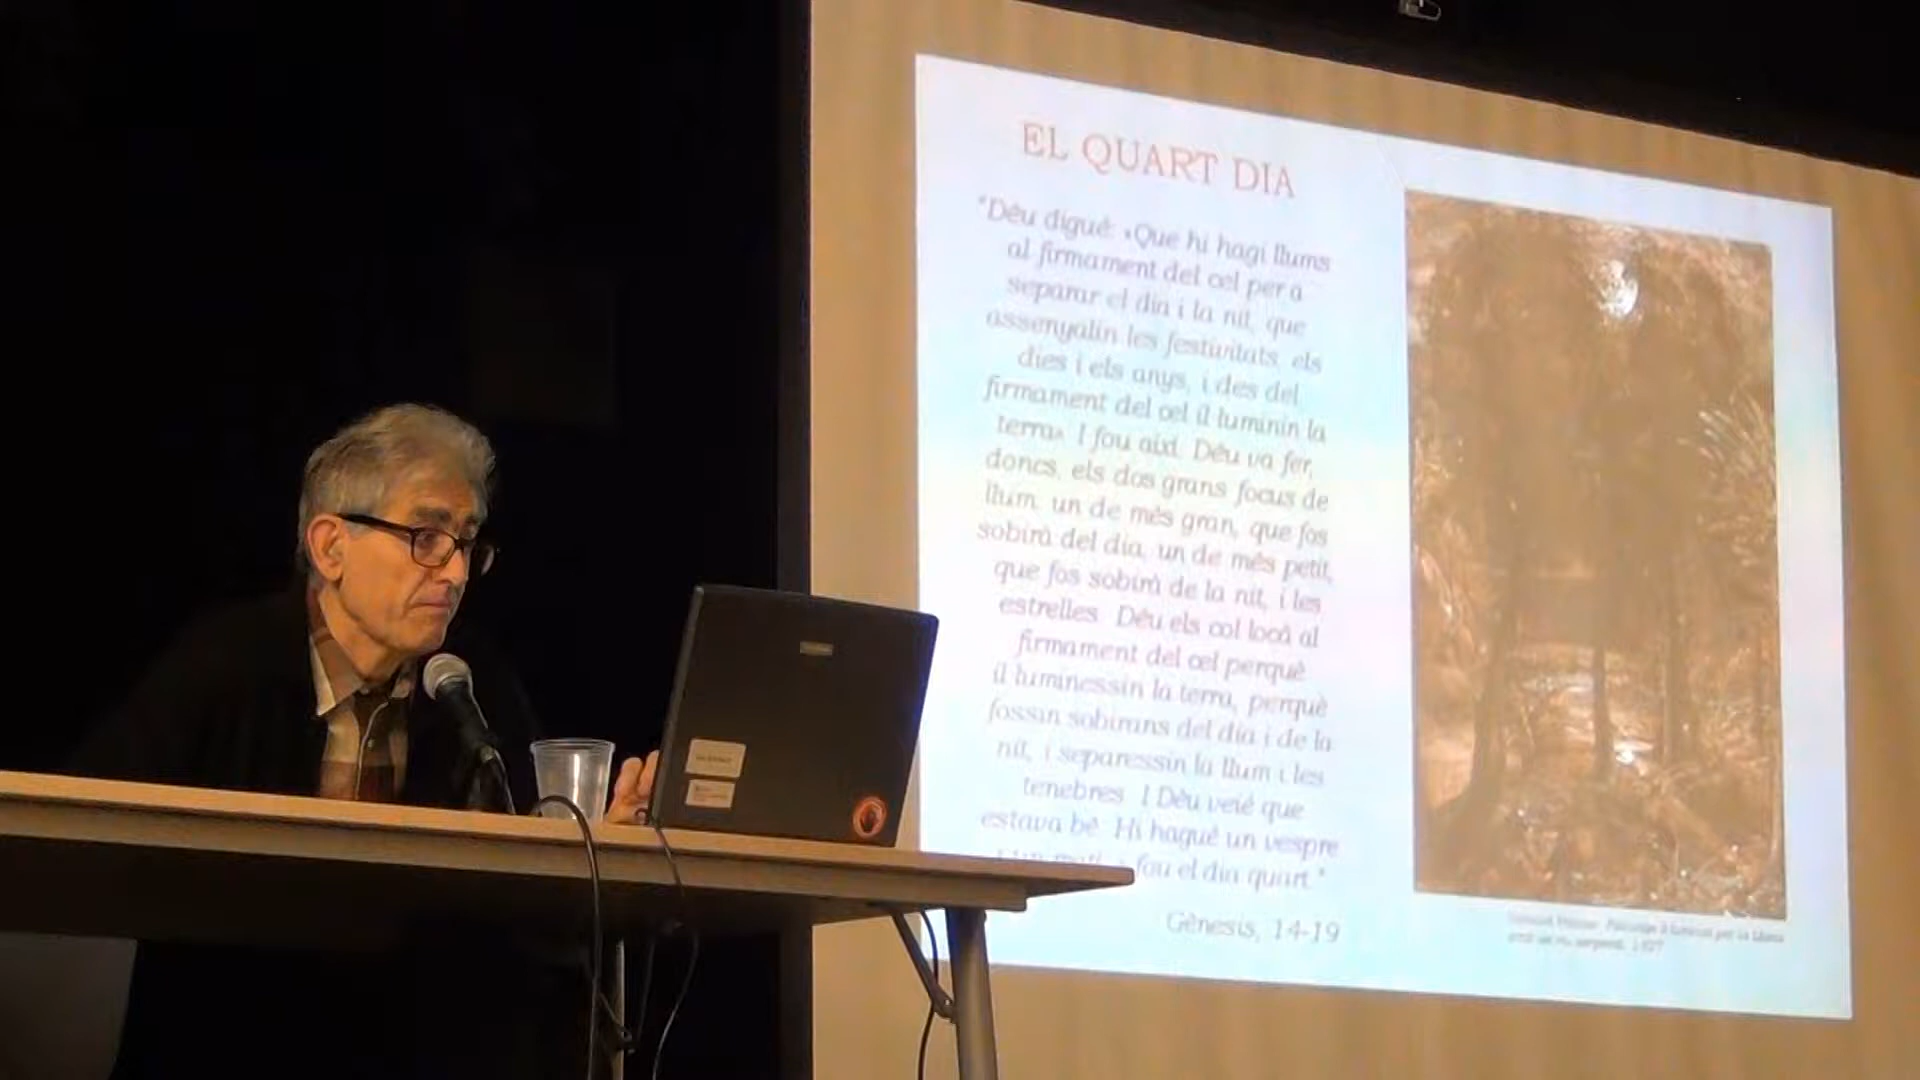 EL QUART DIA
"Déu digué: «Que hi hagi llums
al firmament del cel per a
separar el dia i la nit, que
assenyalin les festivitats, els
dies i els anys, i des del
firmament del cel il·luminin la
terra». I fou així. Déu va fer,
doncs, els dos grans focus de
llum, un de més gran, que fos
sobirà del dia, un de més petit,
que fos sobirà de la nit, i les
estrelles. Déu els col·locà al
firmament del cel perquè
il·luminessin la terra, perquè
fossin sobirans del dia i de la
nit, i separessin la llum i les
tenebres. I Déu veié que
estava bé. Hi hagué un vespre
i un matí, i fou el dia quart."
Gènesis, 14-19
per la Lluna